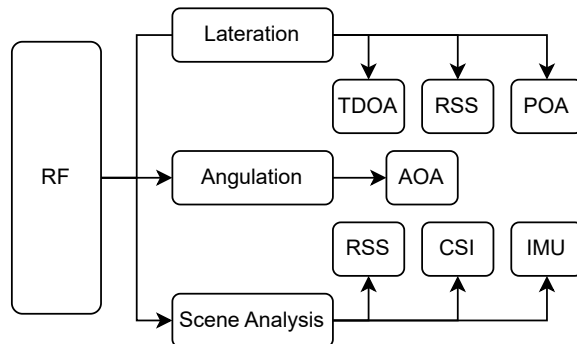 Lateration
TDOA RSS POA
RF
Angulation
AOA
RSS CSI IMU
Scene Analysis